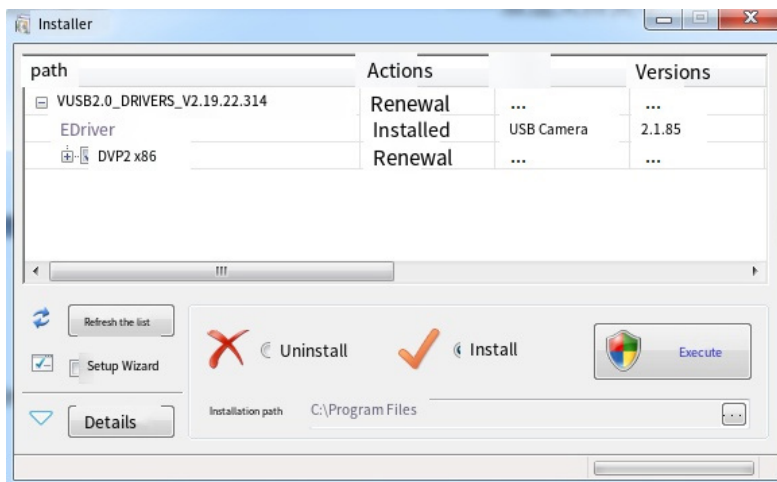 Installer
path Actions Versions
VUSB2.0_DRIVERS_V2.19.22.314 Renewal ... ...
EDriver Installed USB Camera 2.1.85
DVP2 x86 Renewal ... ...
Refresh the list
Uninstall Install Execute
Setup Wizard
Installation path C:\Program Files ...
Details